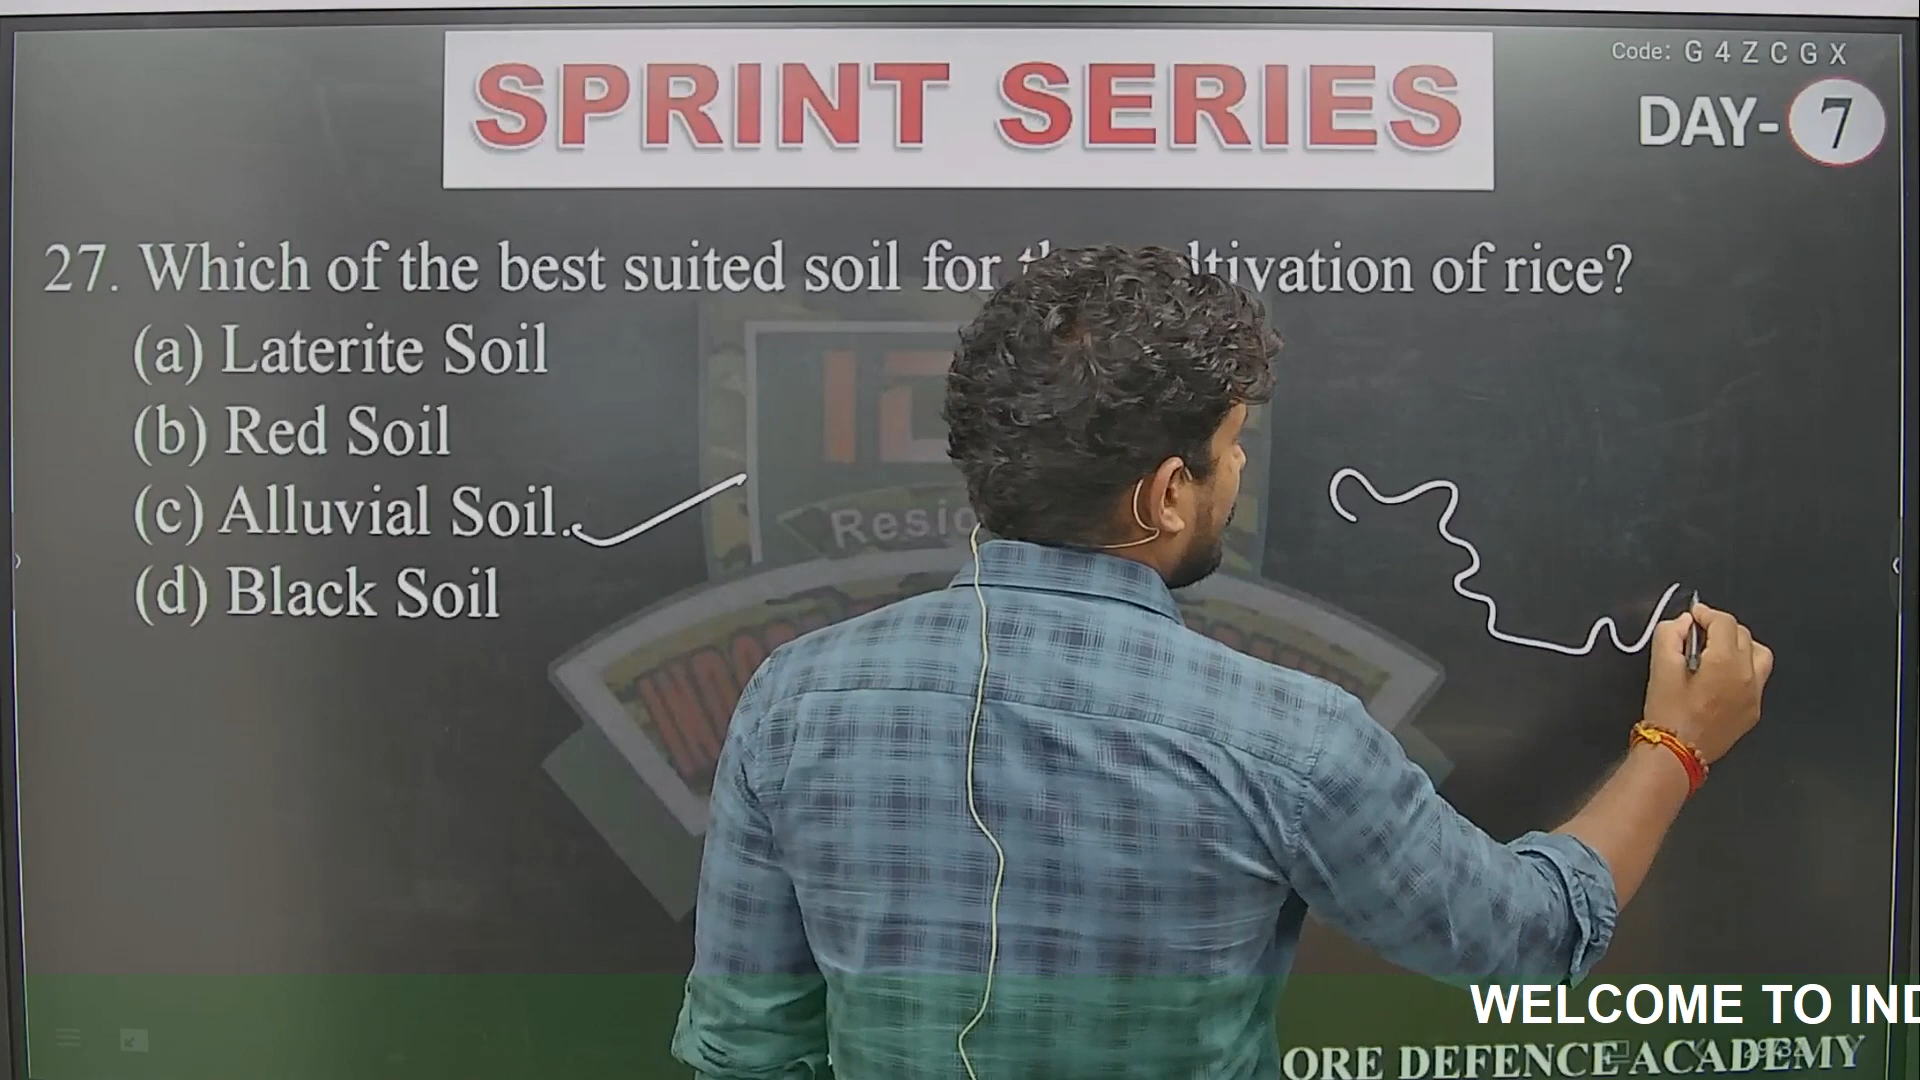 Code: G 4 Z C G X
SPRINT SERIES
DAY- 7
27. Which of the best suited soil for ltivation of rice?
(a) Laterite Soil
(b) Red Soil
(c) Alluvial Soil.
(d) Black Soil
Resid
WELCOME TO IND
ORE DEFENCE ACADEMY